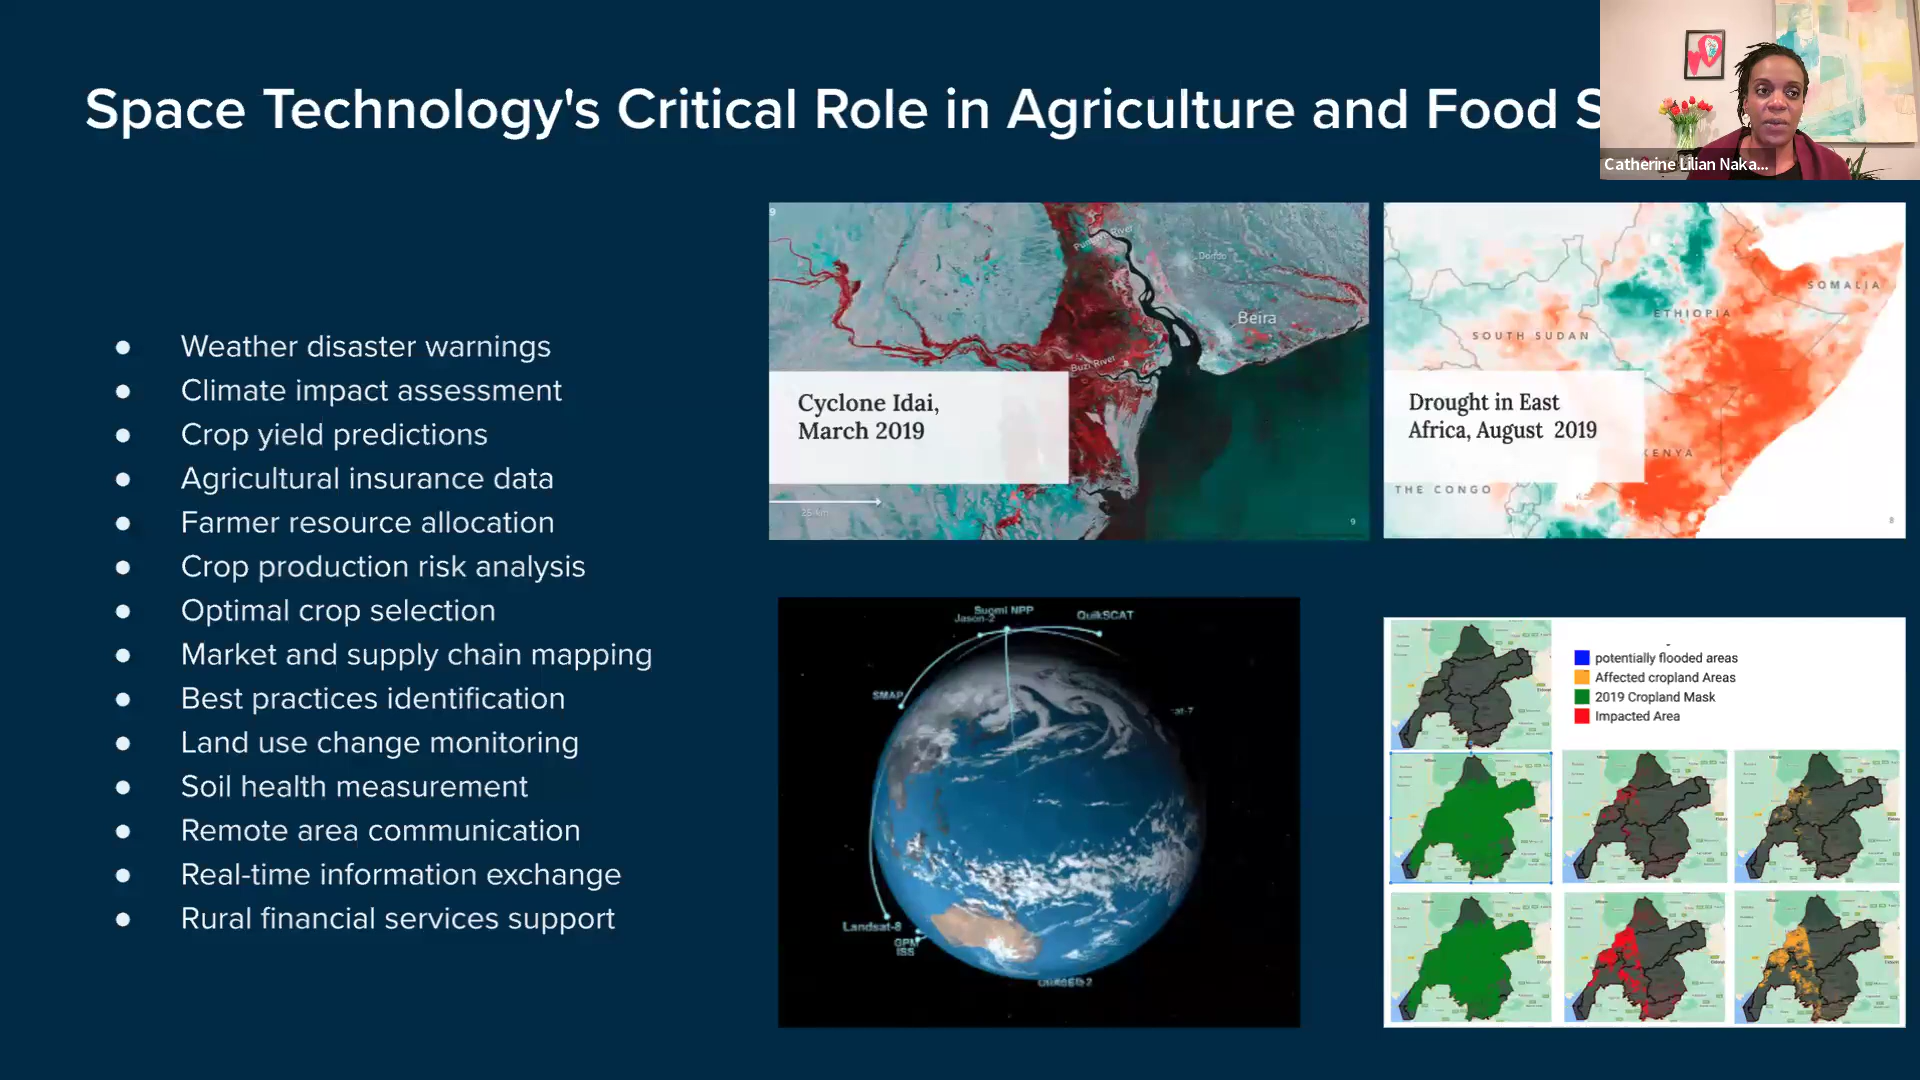 Space Technology's Critical Role in Agriculture and Food S
Catherine Lilian Naka...
● Weather disaster warnings
● Climate impact assessment
● Crop yield predictions
● Agricultural insurance data
● Farmer resource allocation
● Crop production risk analysis
● Optimal crop selection
● Market and supply chain mapping
● Best practices identification
● Land use change monitoring
● Soil health measurement
● Remote area communication
● Real-time information exchange
● Rural financial services support
9
River
Dondo
Beira
Buzi River
Cyclone Idai,
March 2019
25 km
9
SOMALIA
ETHIOPIA
SOUTH SUDAN
Drought in East
Africa, August 2019
KENYA
THE CONGO
8
Suomi NPP
Jason-2
QuikSCAT
SMAP
at-7
Landsat-8
GPM
ISS
potentially flooded areas
Affected cropland Areas
2019 Cropland Mask
Impacted Area